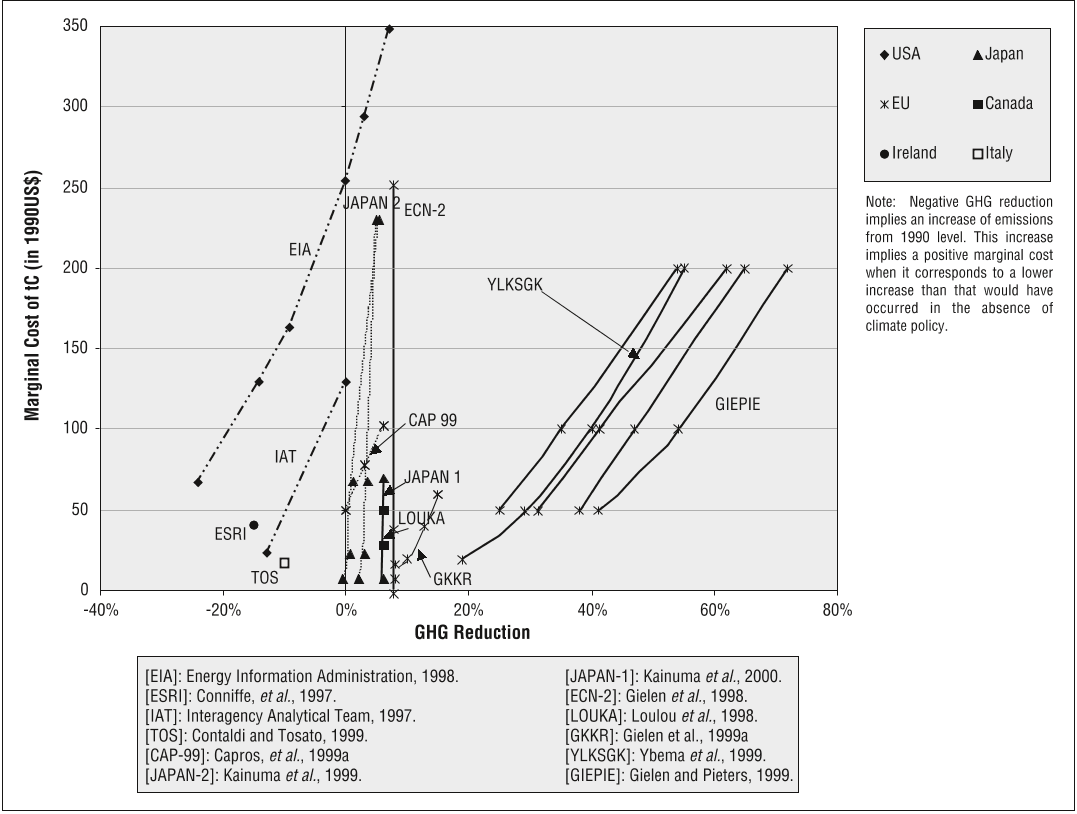 350
300
250
200
150
100
50
0
Marginal Cost of tC (in 1990US$)
-40%
-20%
0%
20%
40%
60%
80%
GHG Reduction
EIA
IAT
ESRI
TOS
JAPAN 2
ECN-2
CAP 99
JAPAN 1
LOUKA
GKKR
YLKSGK
GIEPIE
USA
Japan
EU
Canada
Ireland
Italy
Note: Negative GHG reduction
implies an increase of emissions
from 1990 level. This increase
implies a positive marginal cost
when it corresponds to a lower
increase than that would have
occurred in the absence of
climate policy.
[EIA]: Energy Information Administration, 1998.
[ESRI]: Conniffe, et al., 1997.
[IAT]: Interagency Analytical Team, 1997.
[TOS]: Contaldi and Tosato, 1999.
[CAP-99]: Capros, et al., 1999a
[JAPAN-2]: Kainuma et al., 1999.
[JAPAN-1]: Kainuma et al., 2000.
[ECN-2]: Gielen et al., 1998.
[LOUKA]: Loulou et al., 1998.
[GKKR]: Gielen et al., 1999a
[YLKSGK]: Ybema et al., 1999.
[GIEPIE]: Gielen and Pieters, 1999.